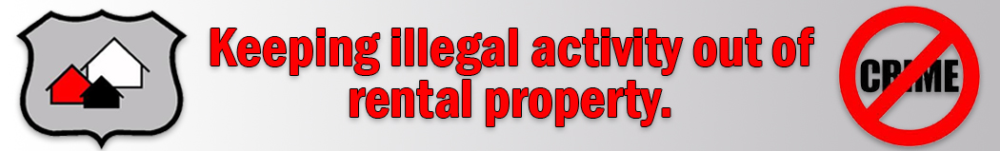 Keeping illegal activity out of
rental property.
CRIME